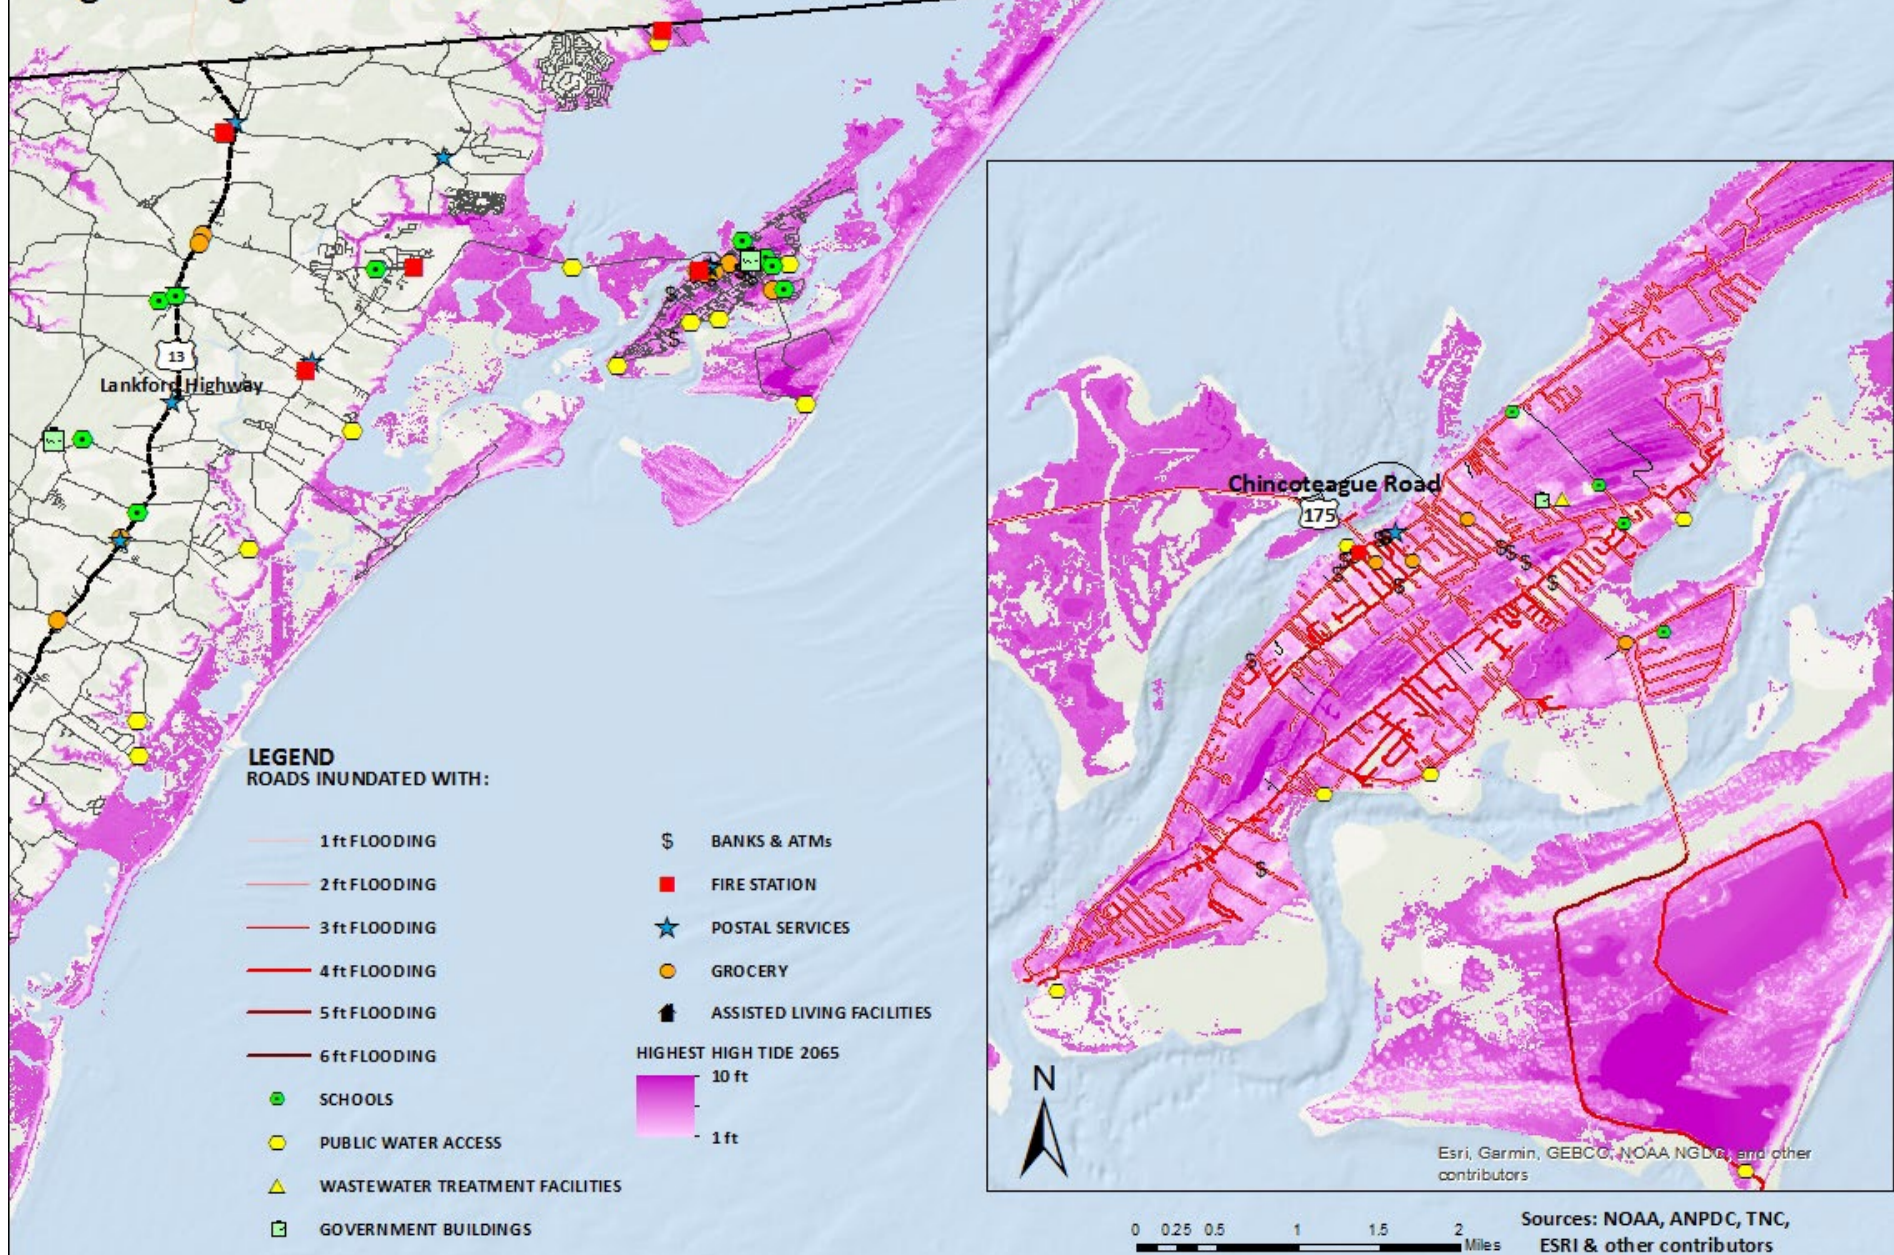 13
Lankford Highway
Chincoteague Road
175
LEGEND
ROADS INUNDATED WITH:
1 ft FLOODING
2 ft FLOODING
3 ft FLOODING
4 ft FLOODING
5 ft FLOODING
6 ft FLOODING
SCHOOLS
PUBLIC WATER ACCESS
WASTEWATER TREATMENT FACILITIES
GOVERNMENT BUILDINGS
$ BANKS & ATMs
FIRE STATION
POSTAL SERVICES
GROCERY
ASSISTED LIVING FACILITIES
HIGHEST HIGH TIDE 2065
10 ft
1 ft
N
Esri, Garmin, GEBCO, NOAA NGDC, and other
contributors
0 0.25 0.5 1 1.5 2
Miles
Sources: NOAA, ANPDC, TNC,
ESRI & other contributors